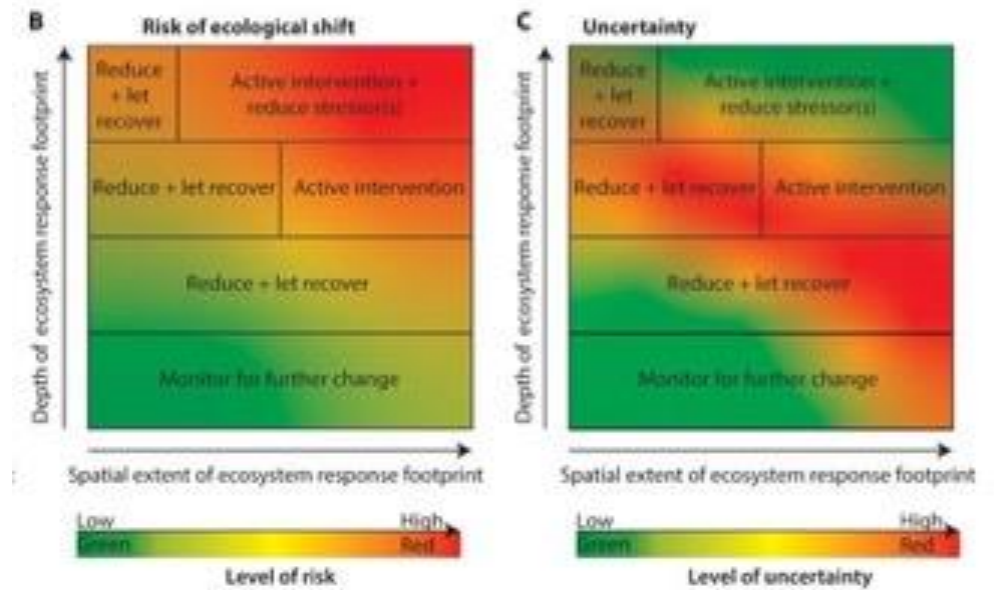 B
Risk of ecological shift
Depth of ecosystem response footprint
Reduce
+ let
recover
Active intervention +
reduce stressor(s)
Reduce + let recover
Active intervention
Reduce + let recover
Monitor for further change
Spatial extent of ecosystem response footprint
Low
High
Green
Red
Level of risk
C
Uncertainty
Depth of ecosystem response footprint
Reduce
+ let
recover
Active intervention +
reduce stressor(s)
Reduce + let recover
Active intervention
Reduce + let recover
Monitor for further change
Spatial extent of ecosystem response footprint
Low
High
Green
Red
Level of uncertainty